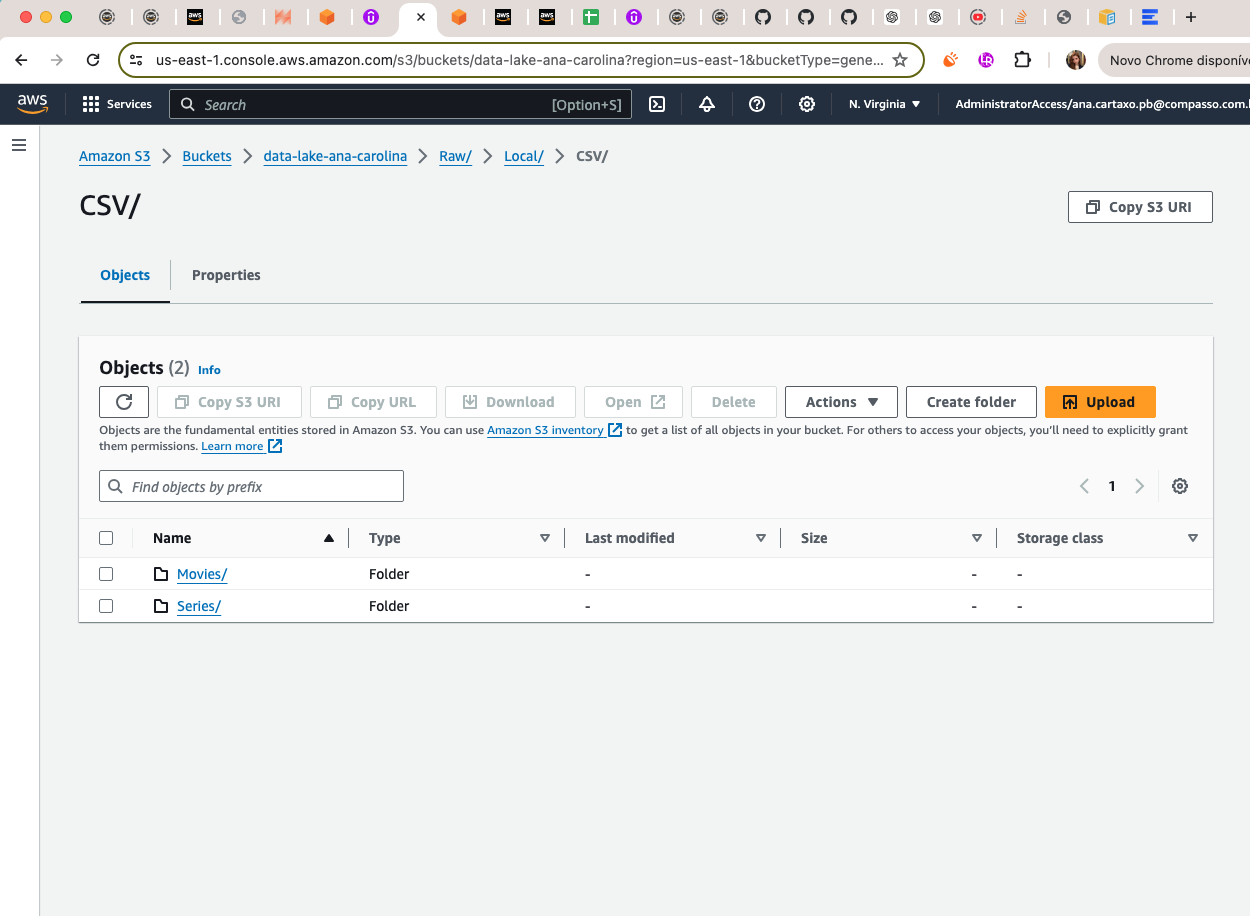 us-east-1.console.aws.amazon.com/s3/buckets/data-lake-ana-carolina?region=us-east-1&bucketType=gene...
Novo Chrome disponíve
aws
Services
Search
[Option+S]
N. Virginia
AdministratorAccess/ana.cartaxo.pb@compasso.com.
Amazon S3
Buckets
data-lake-ana-carolina
Raw/
Local/
CSV/
CSV/
Copy S3 URI
Objects
Properties
Objects (2) Info
Copy S3 URI
Copy URL
Download
Open
Delete
Actions
Create folder
Upload
Objects are the fundamental entities stored in Amazon S3. You can use Amazon S3 inventory to get a list of all objects in your bucket. For others to access your objects, you'll need to explicitly grant
them permissions. Learn more
Find objects by prefix
1
Name Type Last modified Size Storage class
Movies/ Folder - - -
Series/ Folder - - -